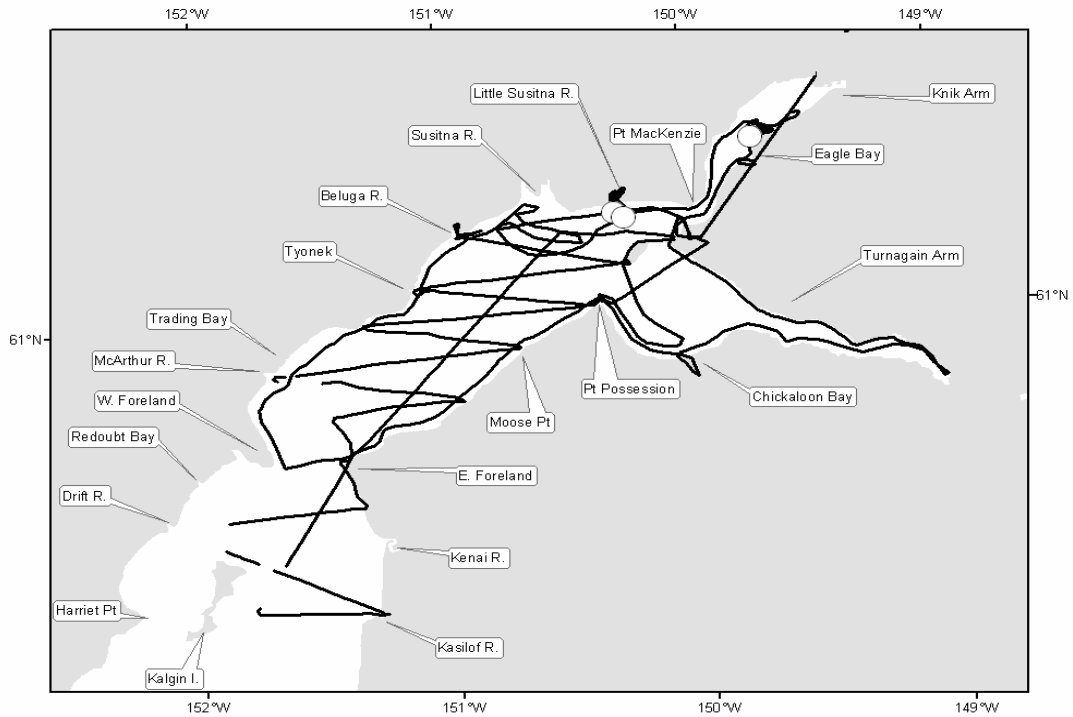 152°W 151°W 150°W 149°W
Little Susitna R.
Knik Arm
Susitna R.
Pt MacKenzie
Eagle Bay
Beluga R.
Tyonek
Turnagain Arm
61°N
Trading Bay
61°N
McArthur R.
Pt Possession
W. Foreland
Chickaloon Bay
Moose Pt
Redoubt Bay
E. Foreland
Drift R.
Kenai R.
Harriet Pt
Kasilof R.
Kalgin I.
152°W 151°W 150°W 149°W